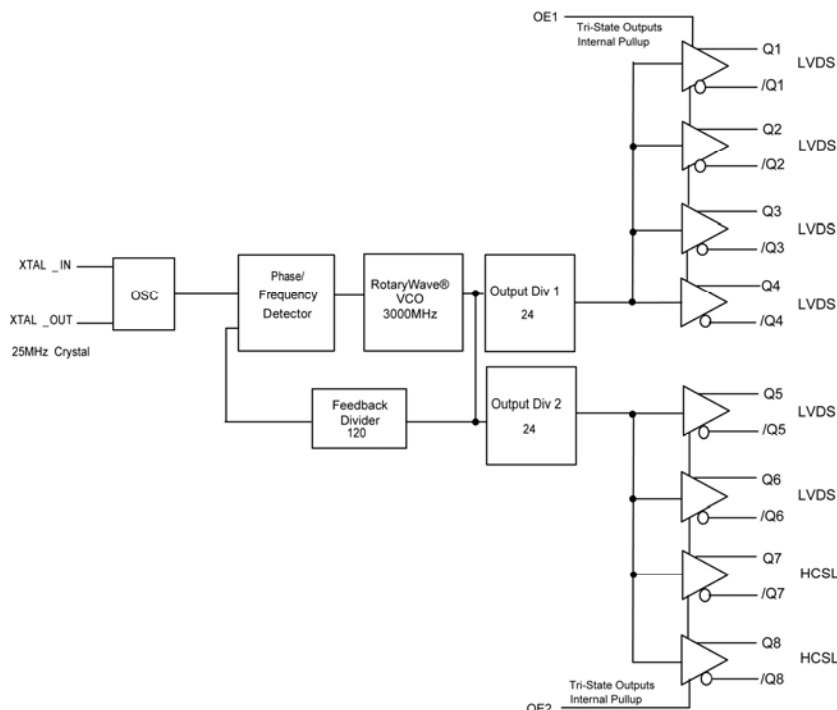 OE1
Tri-State Outputs
Internal Pullup
Q1
LVDS
/Q1
Q2
LVDS
/Q2
Q3
LVDS
/Q3
Q4
LVDS
/Q4
XTAL _IN
OSC
XTAL _OUT
25MHz Crystal
Phase/
Frequency
Detector
RotaryWave®
VCO
3000MHz
Output Div 1
24
Feedback
Divider
120
Output Div 2
24
Q5
LVDS
/Q5
Q6
LVDS
/Q6
Q7
HCSL
/Q7
Q8
HCSL
/Q8
Tri-State Outputs
Internal Pullup
OE2